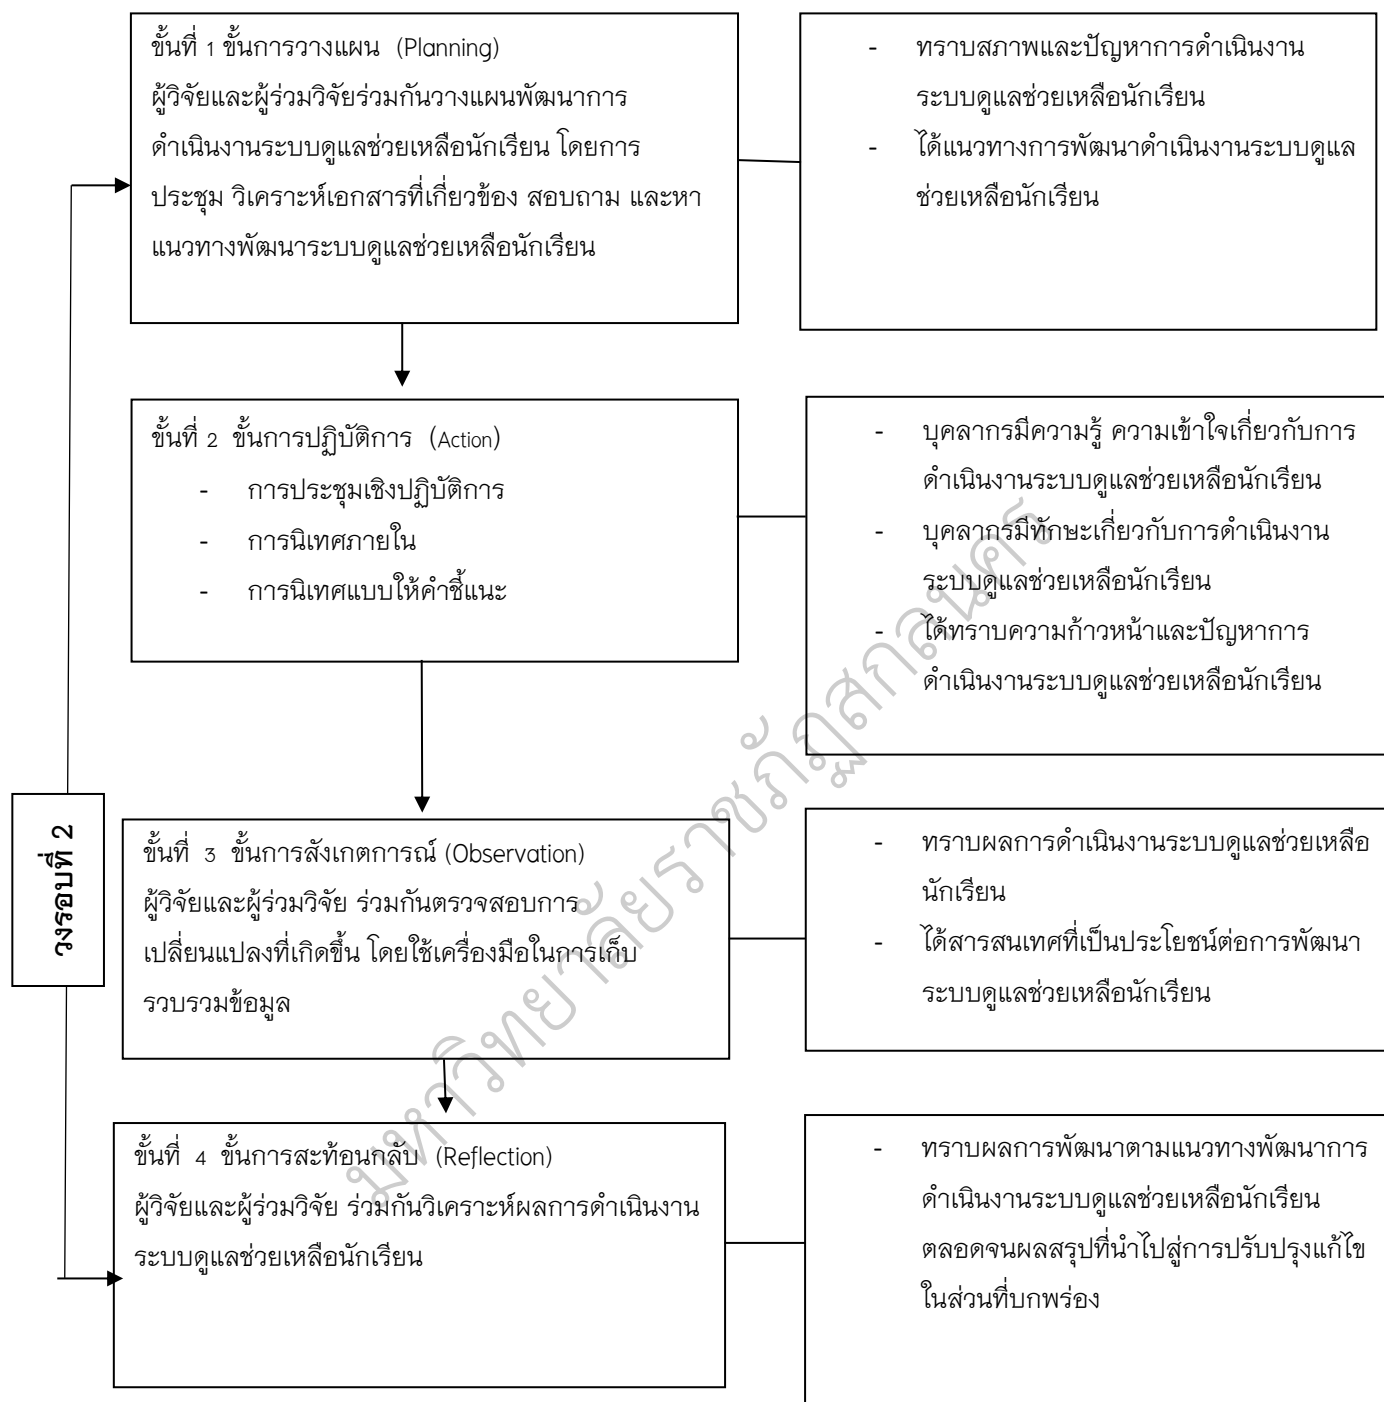 ขั้นที่ 1 ขั้นการวางแผน (Planning)
ผู้วิจัยและผู้ร่วมวิจัยร่วมกันวางแผนพัฒนาการ
ดำเนินงานระบบดูแลช่วยเหลือนักเรียน โดยการ
ประชุม วิเคราะห์เอกสารที่เกี่ยวข้อง สอบถาม และหา
แนวทางพัฒนาระบบดูแลช่วยเหลือนักเรียน
- ทราบสภาพและปัญหาการดำเนินงาน
ระบบดูแลช่วยเหลือนักเรียน
- ได้แนวทางการพัฒนาดำเนินงานระบบดูแล
ช่วยเหลือนักเรียน
ขั้นที่ 2 ขั้นการปฏิบัติการ (Action)
- การประชุมเชิงปฏิบัติการ
- การนิเทศภายใน
- การนิเทศแบบให้คำชี้แนะ
- บุคลากรมีความรู้ ความเข้าใจเกี่ยวกับการ
ดำเนินงานระบบดูแลช่วยเหลือนักเรียน
- บุคลากรมีทักษะเกี่ยวกับการดำเนินงาน
ระบบดูแลช่วยเหลือนักเรียน
- ได้ทราบความก้าวหน้าและปัญหาการ
ดำเนินงานระบบดูแลช่วยเหลือนักเรียน
วงรอบที่ 2
ขั้นที่ 3 ขั้นการสังเกตการณ์ (Observation)
ผู้วิจัยและผู้ร่วมวิจัย ร่วมกันตรวจสอบการ
เปลี่ยนแปลงที่เกิดขึ้น โดยใช้เครื่องมือในการเก็บ
รวบรวมข้อมูล
- ทราบผลการดำเนินงานระบบดูแลช่วยเหลือ
นักเรียน
- ได้สารสนเทศที่เป็นประโยชน์ต่อการพัฒนา
ระบบดูแลช่วยเหลือนักเรียน
ขั้นที่ 4 ขั้นการสะท้อนกลับ (Reflection)
ผู้วิจัยและผู้ร่วมวิจัย ร่วมกันวิเคราะห์ผลการดำเนินงาน
ระบบดูแลช่วยเหลือนักเรียน
- ทราบผลการพัฒนาตามแนวทางพัฒนาการ
ดำเนินงานระบบดูแลช่วยเหลือนักเรียน
ตลอดจนผลสรุปที่นำไปสู่การปรับปรุงแก้ไข
ในส่วนที่บกพร่อง
มหาวิทยาลัยราชภัฏสกลนคร